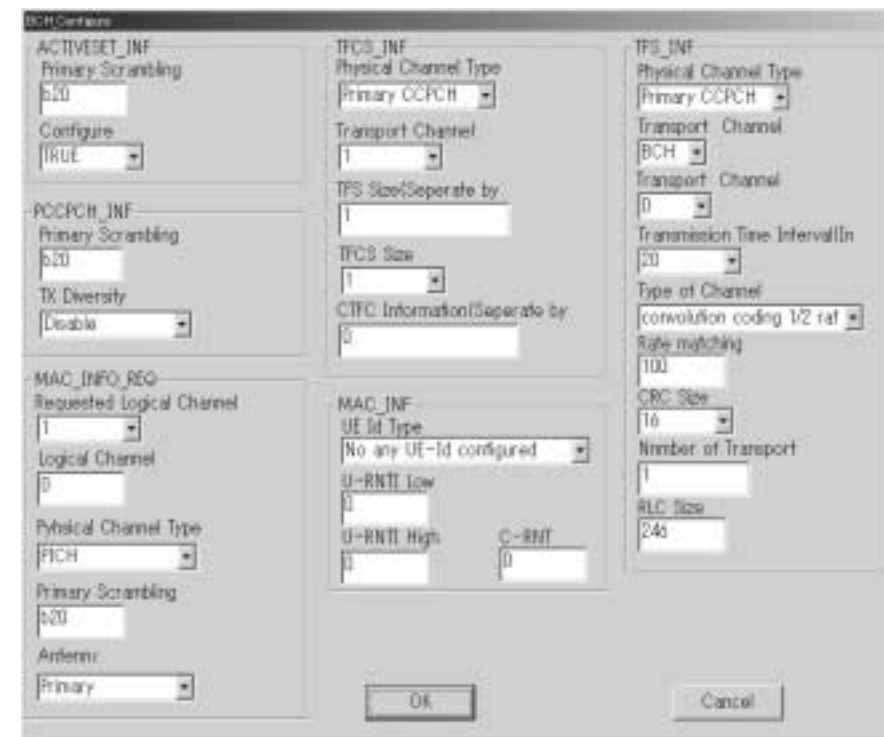 BCH_Configure
ACTIVESET_INF
Primary Scrambling
b20
Configure
TRUE
PCCPCH_INF
Primary Scrambling
b20
TX Diversity
Disable
MAC_INFO_REQ
Requested Logical Channel
1
Logical Channel
0
Pyhsical Channel Type
PICH
Primary Scrambling
b20
Antenn
Primary
TFCS_INF
Physical Channel Type
Primary CCPCH
Transport Channel
1
TFS Size(Seperate by
1
TFCS Size
1
CTFC Information(Seperate by
0
MAC_INF
UE Id Type
No any UE-Id configured
U-RNTI Low
0
U-RNTI High
0
C-RNT
0
TFS_INF
Physical Channel Type
Primary CCPCH
Transport Channel
BCH
Transport Channel
0
Transmission Time Interval(In
20
Type of Channel
convolution coding 1/2 rat
Rate matching
100
CRC Size
16
Nnmber of Transport
1
RLC Size
246
OK
Cancel